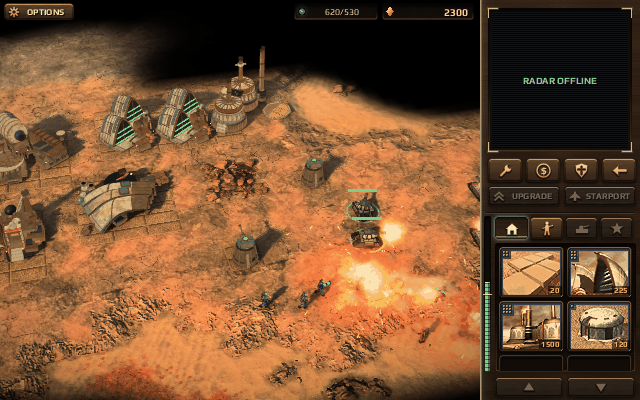 OPTIONS
620/530
2300
RADAR OFFLINE
UPGRADE
STARPORT
20
225
1500
120